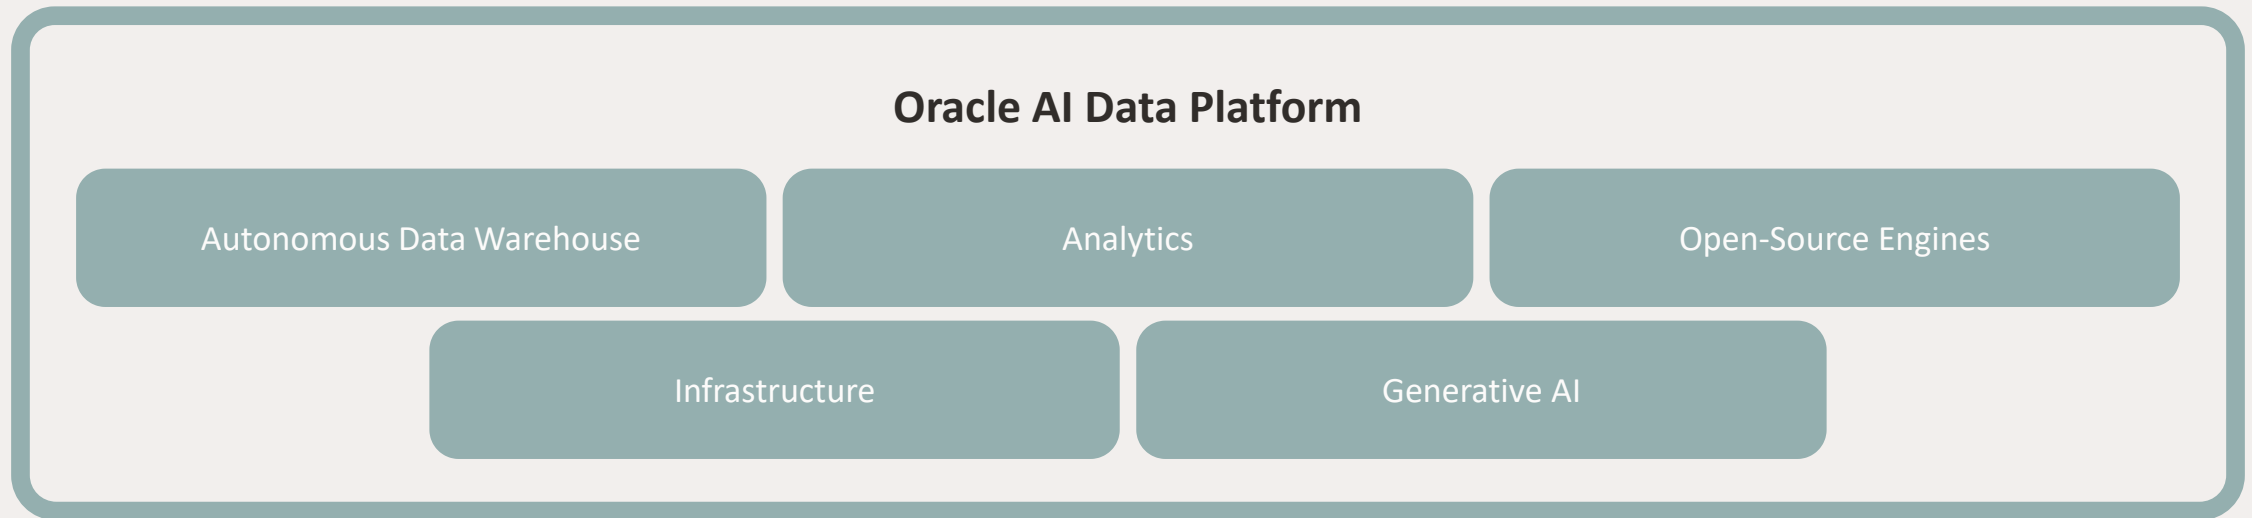 Oracle AI Data Platform
Autonomous Data Warehouse
Analytics
Open-Source Engines
Infrastructure
Generative AI